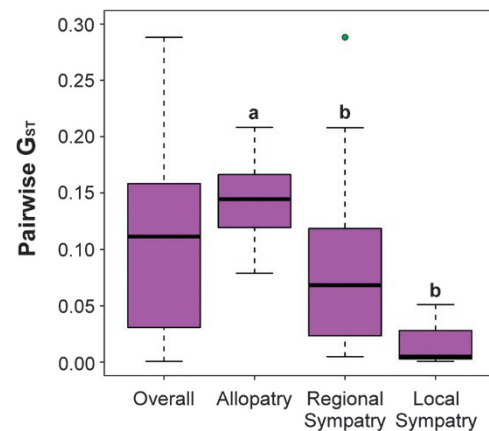 Pairwise GST
0.30
0.25
0.20
0.15
0.10
0.05
0.00
a
b
b
Overall
Allopatry
Regional
Sympatry
Local
Sympatry